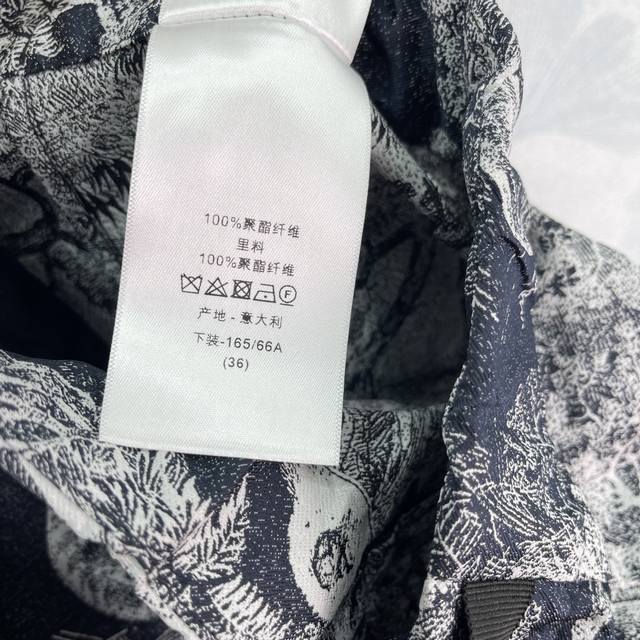 100%聚酯纤维
里料
100%聚酯纤维
产地 - 意大利
下装-165/66A
(36)